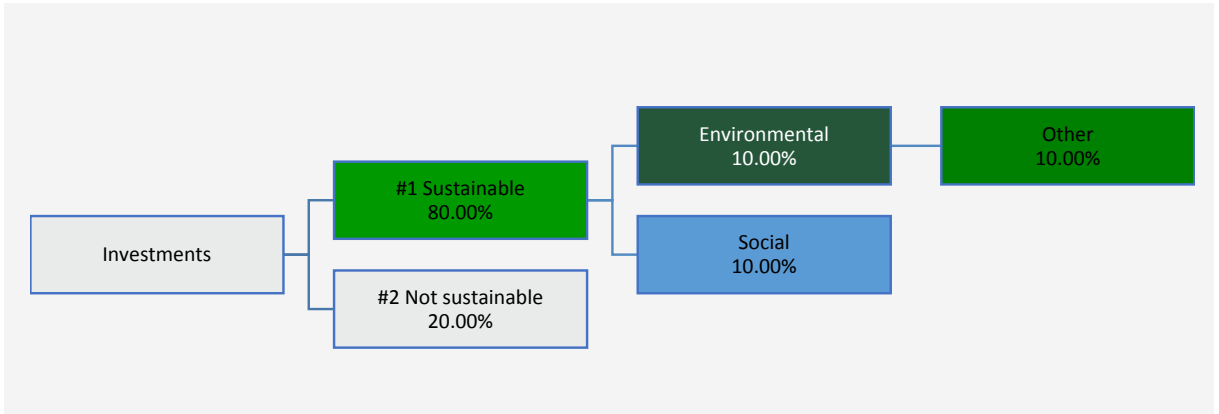 Investments
#1 Sustainable
80.00%
#2 Not sustainable
20.00%
Environmental
10.00%
Social
10.00%
Other
10.00%